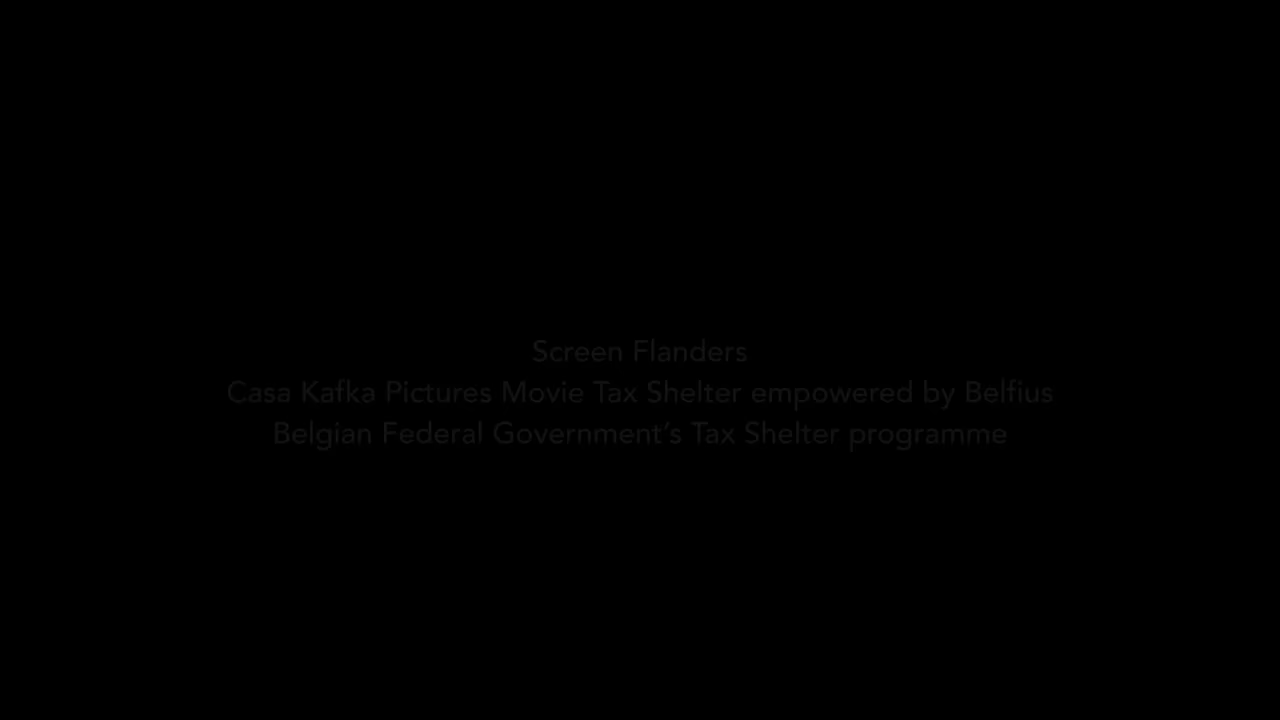 Screen Flanders
Casa Kafka Pictures Movie Tax Shelter empowered by Belfius
Belgian Federal Government’s Tax Shelter programme